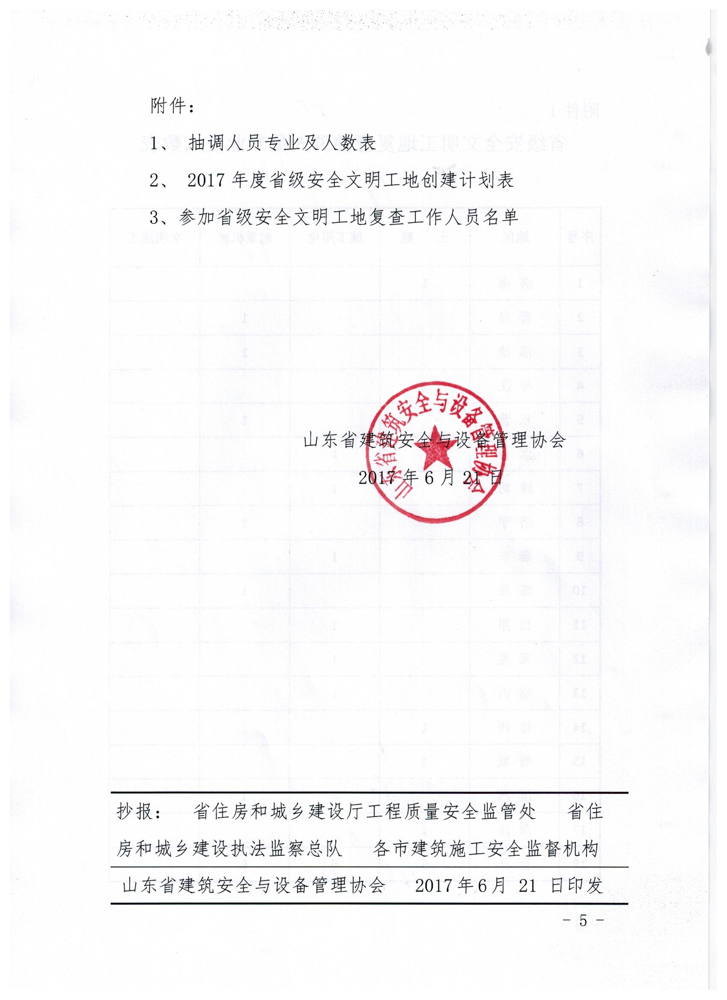 附件：
1、 抽调人员专业及人数表
2、 2017 年度省级安全文明工地创建计划表
3、参加省级安全文明工地复查工作人员名单
山东省建筑安全与设备管理协会
山东省建筑安全与设备管理协会
2017 年 6 月 21 日
抄报： 省住房和城乡建设厅工程质量安全监管处 省住
房和城乡建设执法监察总队 各市建筑施工安全监督机构
山东省建筑安全与设备管理协会 2017年6月 21 日印发
- 5 -